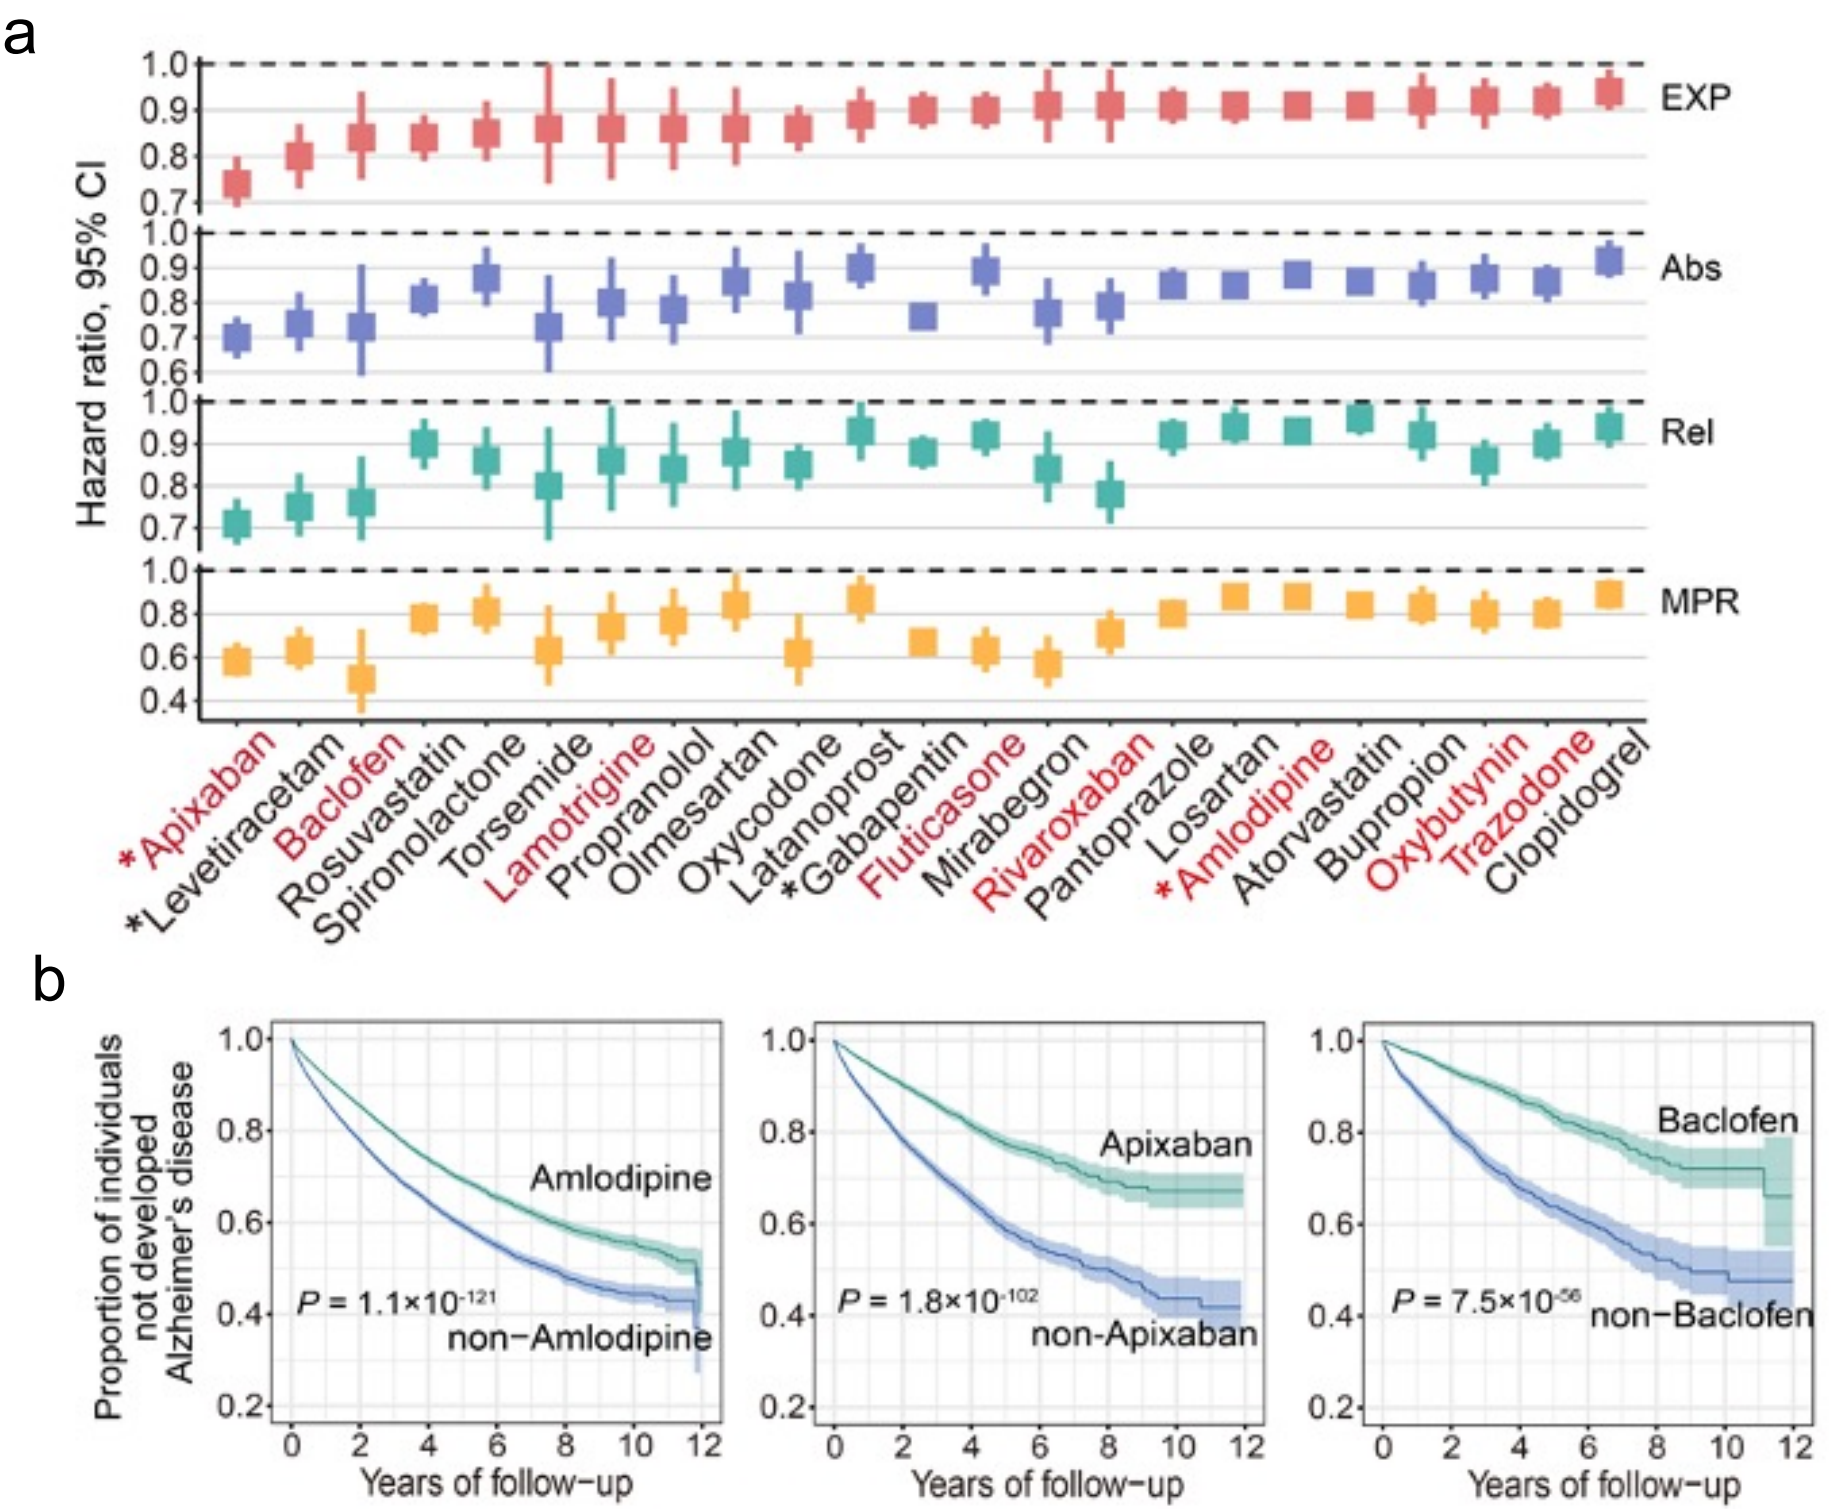 a
Hazard ratio, 95% CI
1.0
0.9
0.8
0.7
EXP
1.0
0.9
0.8
0.7
0.6
Abs
1.0
0.9
0.8
0.7
Rel
1.0
0.8
0.6
0.4
MPR
*Apixaban
*Levetiracetam
Baclofen
Rosuvastatin
Spironolactone
Torsemide
Lamotrigine
Propranolol
Olmesartan
Oxycodone
Latanoprost
*Gabapentin
Fluticasone
Mirabegron
Rivaroxaban
Pantoprazole
Losartan
*Amlodipine
Atorvastatin
Bupropion
Oxybutynin
Trazodone
Clopidogrel
b
Proportion of individuals
not developed
Alzheimer's disease
1.0
0.8
0.6
0.4
0.2
Amlodipine
P = 1.1×10-121
non−Amlodipine
0 2 4 6 8 10 12
Years of follow−up
1.0
0.8
0.6
0.4
0.2
Apixaban
P = 1.8×10-102
non-Apixaban
0 2 4 6 8 10 12
Years of follow−up
1.0
0.8
0.6
0.4
0.2
Baclofen
P = 7.5×10-56
non−Baclofen
0 2 4 6 8 10 12
Years of follow−up